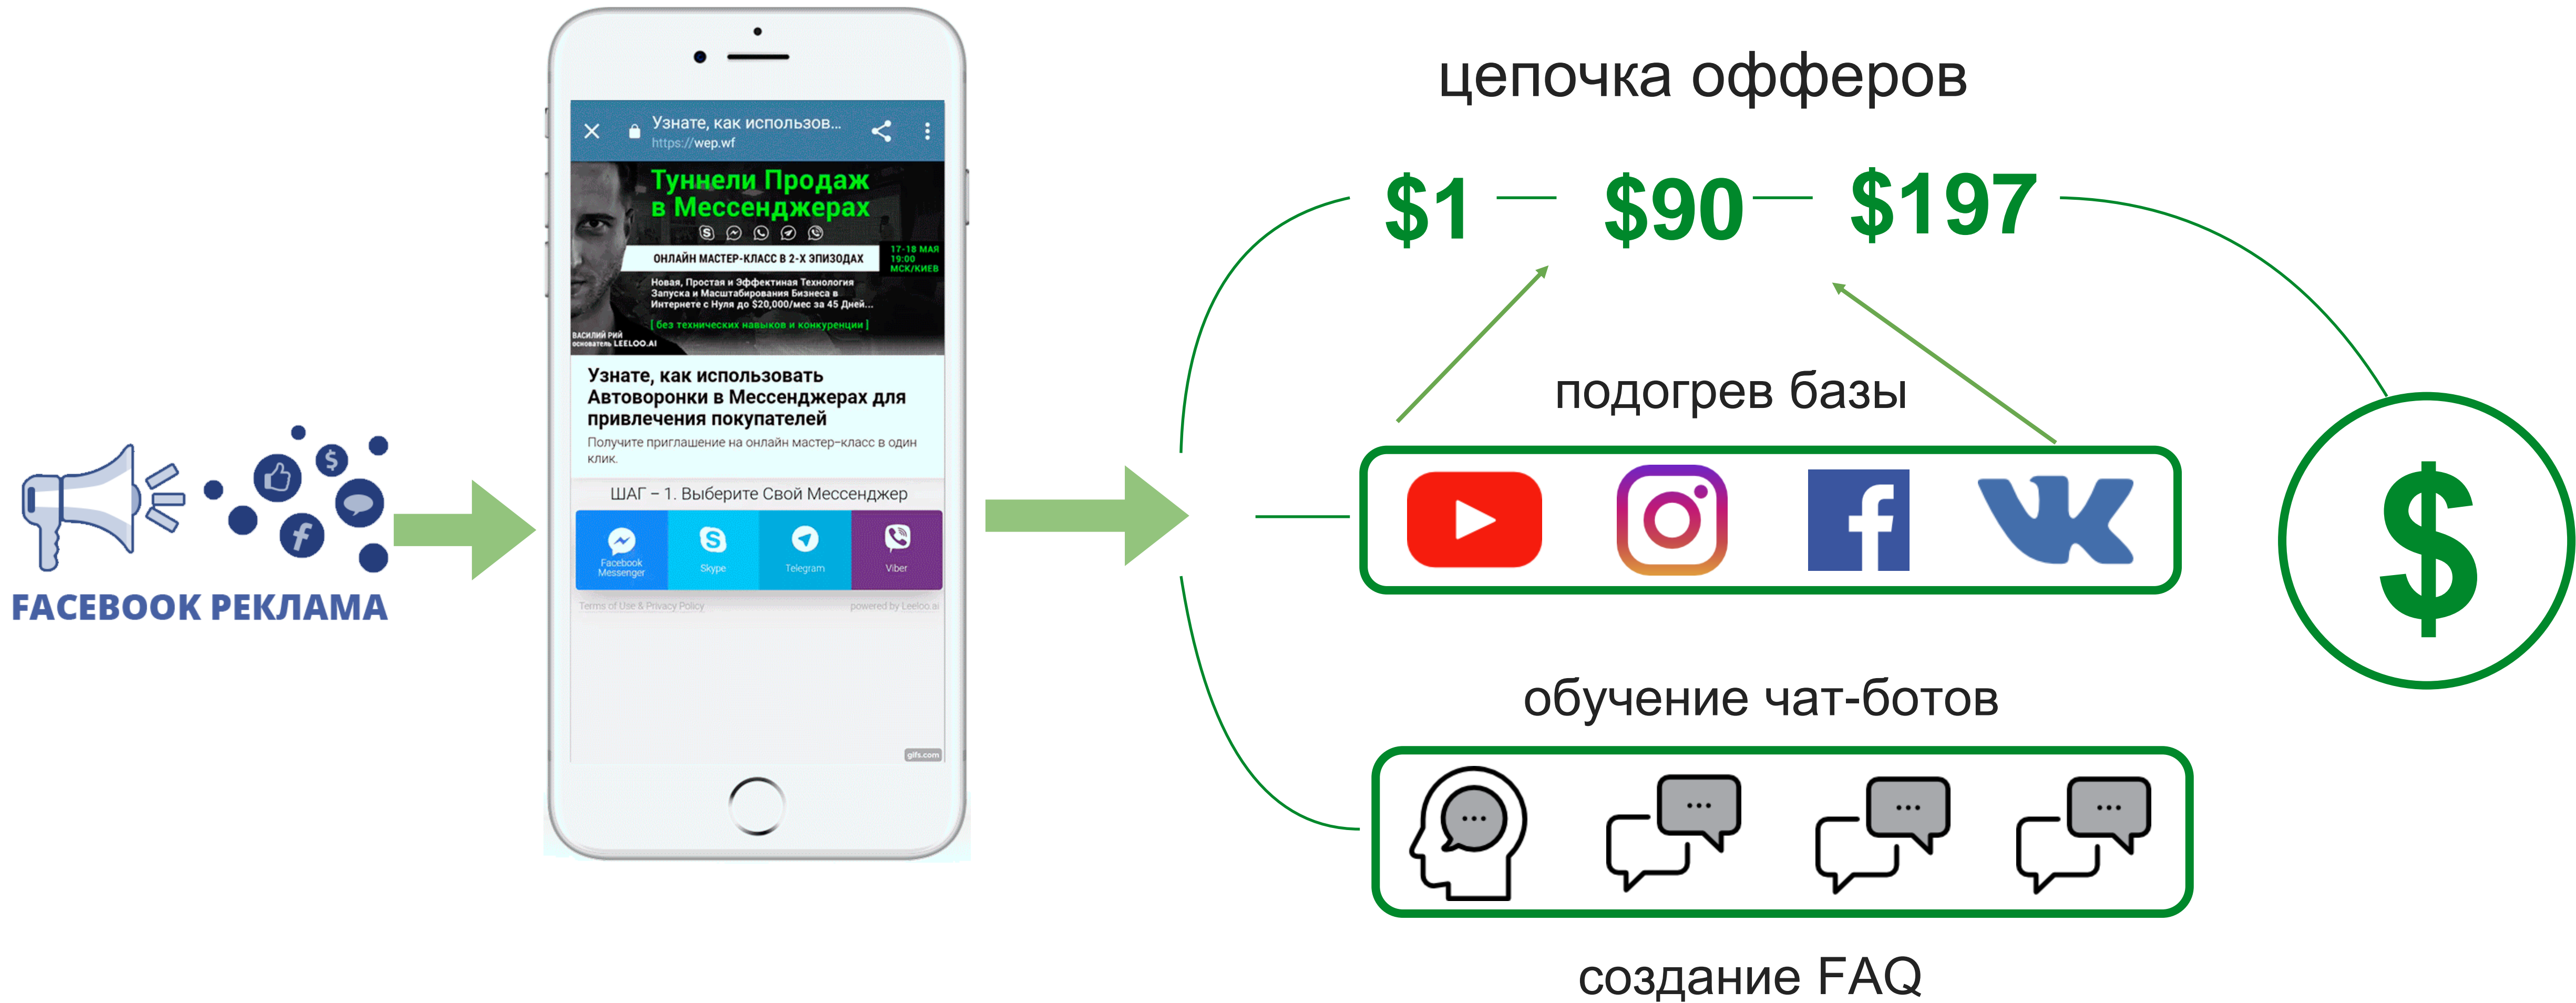 FACEBOOK РЕКЛАМА
Узнате, как использов...
https://wep.wf
Туннели Продаж
в Мессенджерах
ОНЛАЙН МАСТЕР-КЛАСС В 2-Х ЭПИЗОДАХ
17-18 МАЯ
19:00
МСК/КИЕВ
Новая, Простая и Эффектиная Технология
Запуска и Масштабирования Бизнеса в
Интернете с Нуля до $20,000/мес за 45 Дней...
[ без технических навыков и конкуренции ]
ВАСИЛИЙ РИЙ
основатель LEELOO.AI
Узнате, как использовать
Автоворонки в Мессенджерах для
привлечения покупателей
Получите приглашение на онлайн мастер-класс в один
клик.
ШАГ – 1. Выберите Свой Мессенджер
Facebook
Messenger
Skype
Telegram
Viber
Terms of Use & Privacy Policy
powered by Leeloo.ai
gifs.com
цепочка офферов
$1 $90 $197
подогрев базы
$
обучение чат-ботов
создание FAQ